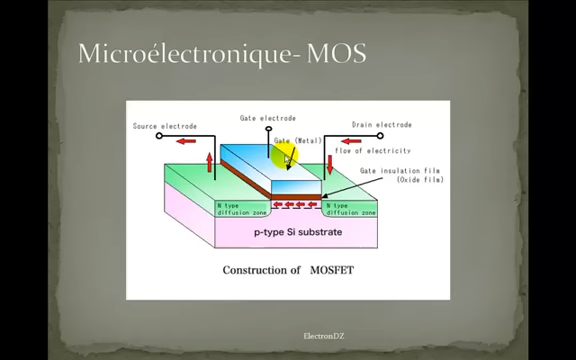 Microélectronique- MOS
Gate electrode
Source electrode
Drain electrode
Gate (Metal)
flow of electricity
Gate insulation film
(Oxide film)
N type
diffusion zone
N type
diffusion zone
p-type Si substrate
Construction of MOSFET
ElectronDZ